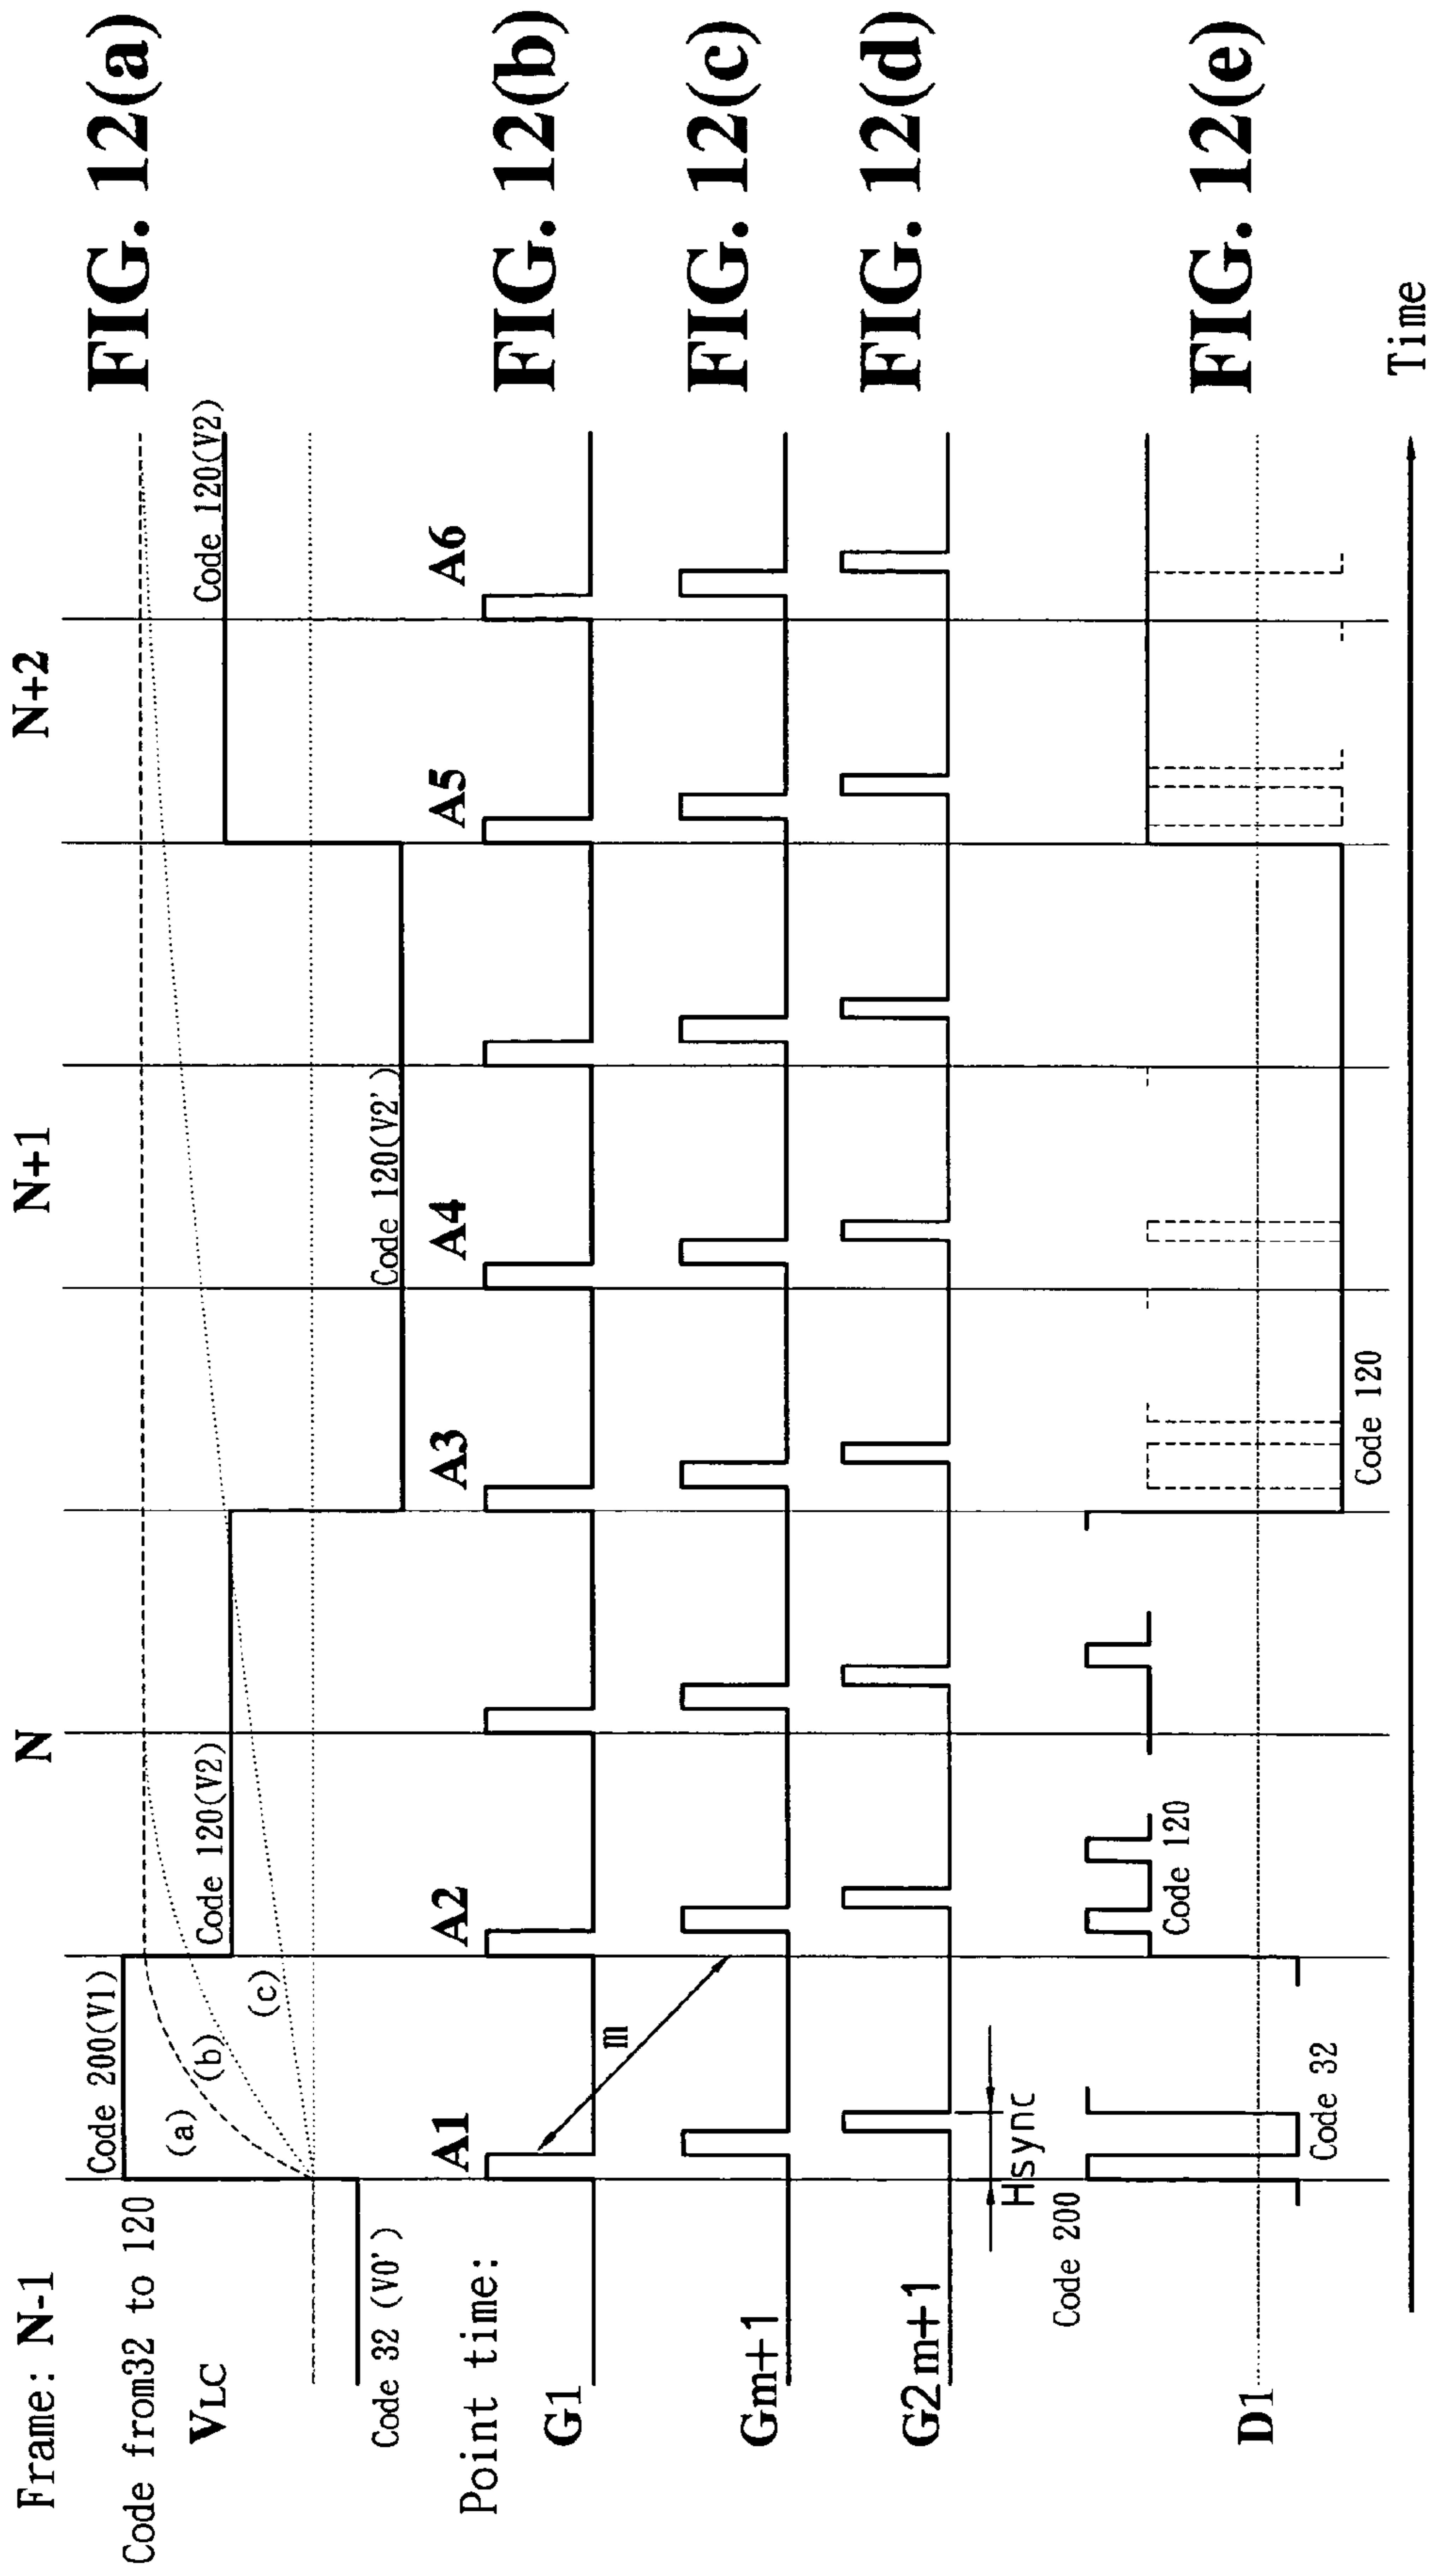 Frame: N-1
N
N+1
N+2
Code from32 to 120
VLC
Code 32 (V0')
Code 200(V1)
(a)
(b)
(c)
Code 120(V2)
Code 120(V2')
Code 120(V2)
FIG. 12(a)
Point time:
A1
A2
A3
A4
A5
A6
G1
m
FIG. 12(b)
Gm+1
FIG. 12(c)
G2m+1
Hsync
FIG. 12(d)
Code 200
Code 32
Code 120
Code 120
D1
FIG. 12(e)
Time